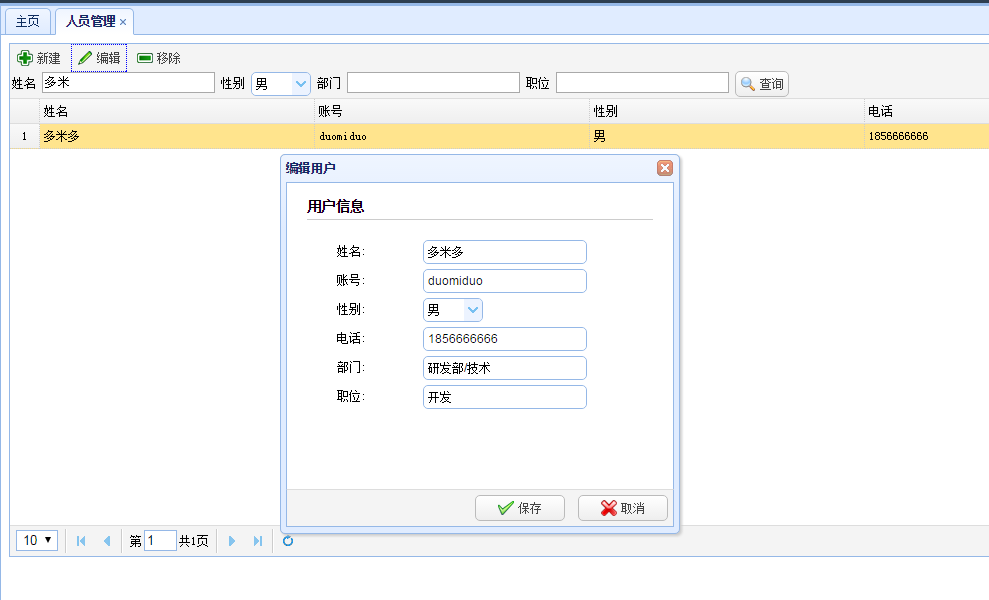 主页 人员管理
新建 编辑 移除
姓名 多米 性别 男 部门 职位 查询
姓名 账号 性别 电话
1 多米多 duomiduo 男 1856666666
编辑用户
用户信息
姓名: 多米多
账号: duomiduo
性别: 男
电话: 1856666666
部门: 研发部/技术
职位: 开发
保存 取消
10 第 1 共1页